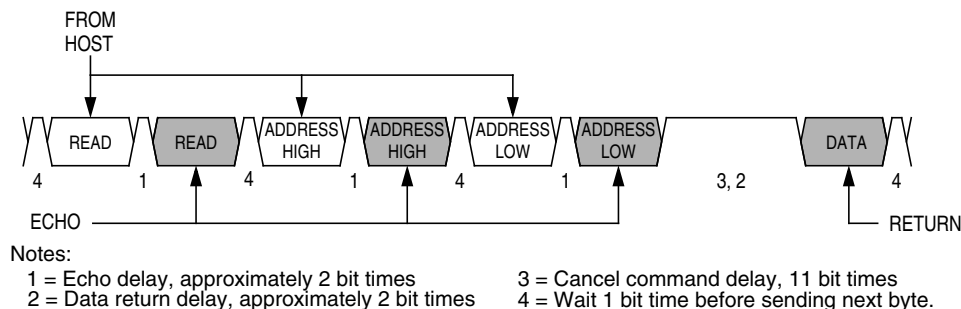 FROM
HOST
READ READ ADDRESS HIGH ADDRESS HIGH ADDRESS LOW ADDRESS LOW DATA
4 1 4 1 4 1 3, 2 4
ECHO RETURN
Notes:
1 = Echo delay, approximately 2 bit times 3 = Cancel command delay, 11 bit times
2 = Data return delay, approximately 2 bit times 4 = Wait 1 bit time before sending next byte.